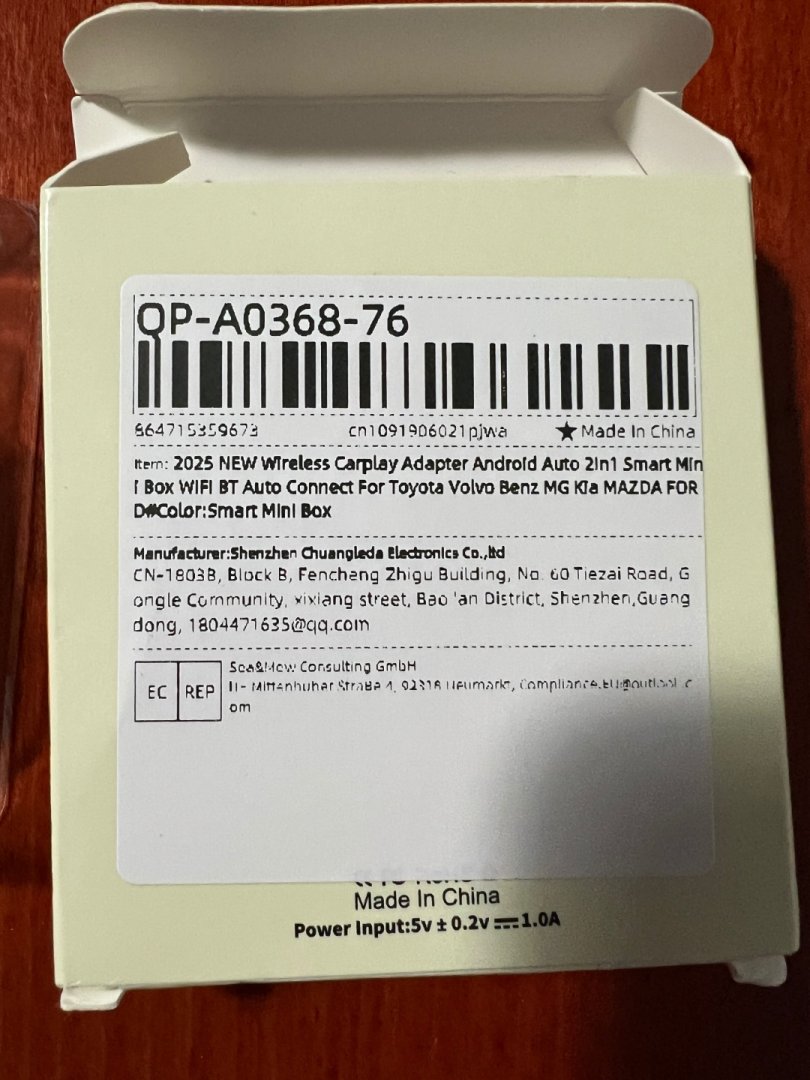 QP-A0368-76
864715359673 cn1091906021pjwa ★ Made In China
Item: 2025 NEW Wireless Carplay Adapter Android Auto 2in1 Smart Min
i Box WIFI BT Auto Connect For Toyota Volvo Benz MG Kia MAZDA FOR
D#Color:Smart Mini Box
Manufacturer:Shenzhen Chuangleda Electronics Co.,ltd
CN-1803B, Block B, Fencheng Zhigu Building, No. 60 Tiezai Road, G
ongle Community, xixiang street, Bao 'an District, Shenzhen,Guang
dong, 1804471635@qq.com
EC REP
Consulting GmbH
Straße 4, 92318 Neumarkt, Compliance.EU@outlook.c
om
Made In China
Power Input:5v ± 0.2v ⎓1.0A